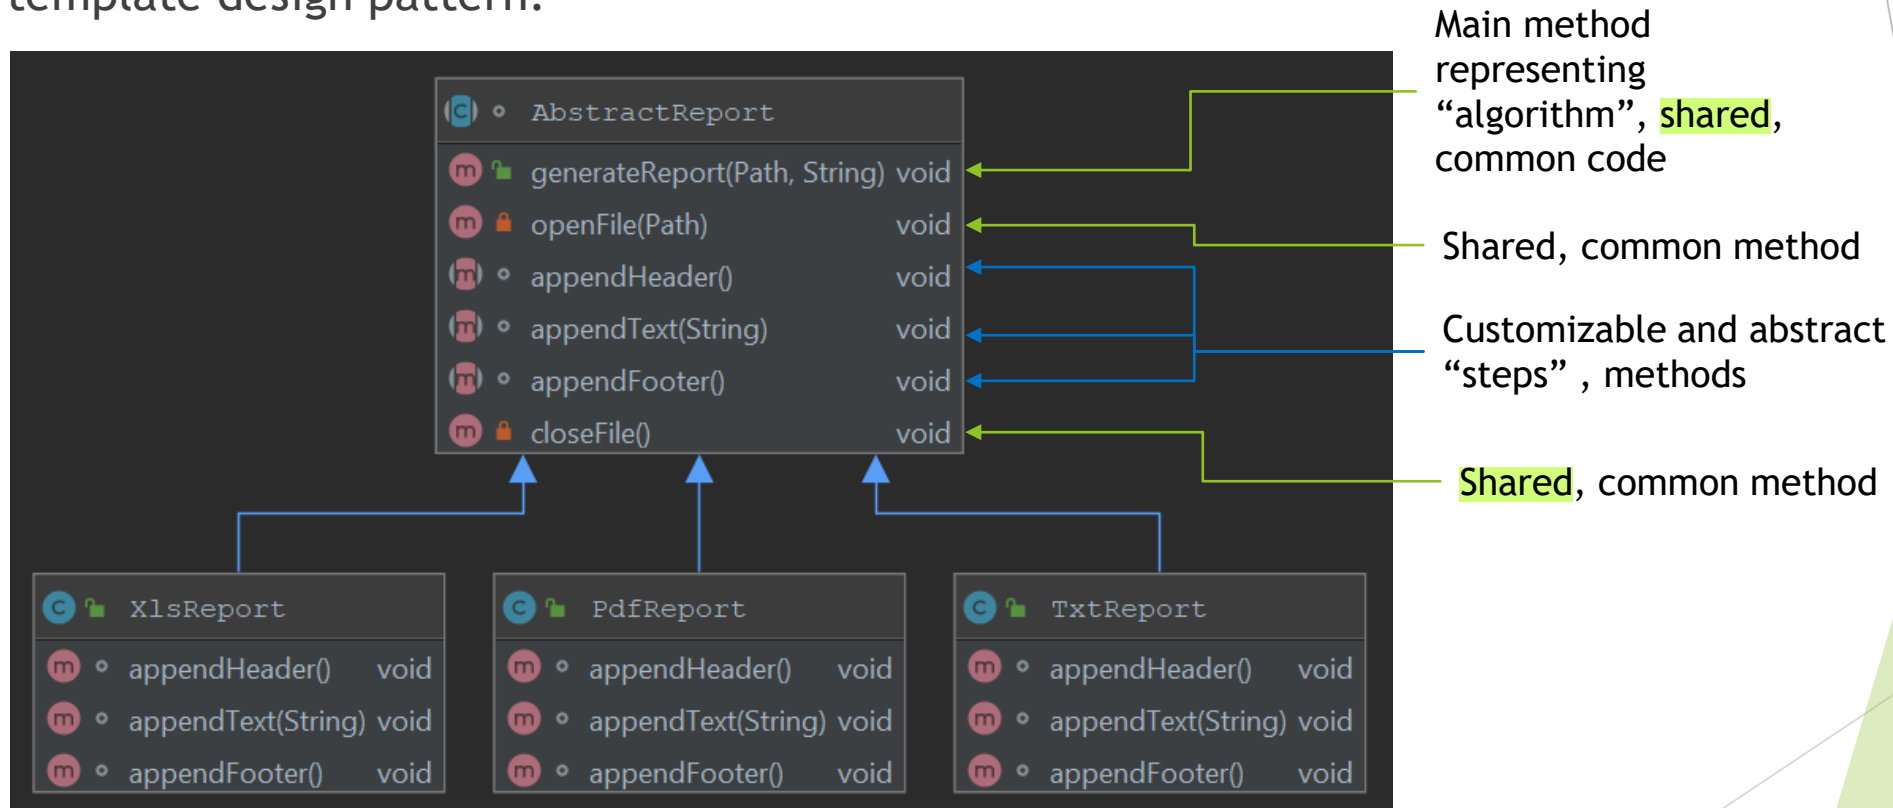 template design pattern.
AbstractReport
generateReport(Path, String) void
openFile(Path) void
appendHeader() void
appendText(String) void
appendFooter() void
closeFile() void
Main method
representing
“algorithm”, shared,
common code
Shared, common method
Customizable and abstract
“steps” , methods
Shared, common method
XlsReport
appendHeader() void
appendText(String) void
appendFooter() void
PdfReport
appendHeader() void
appendText(String) void
appendFooter() void
TxtReport
appendHeader() void
appendText(String) void
appendFooter() void